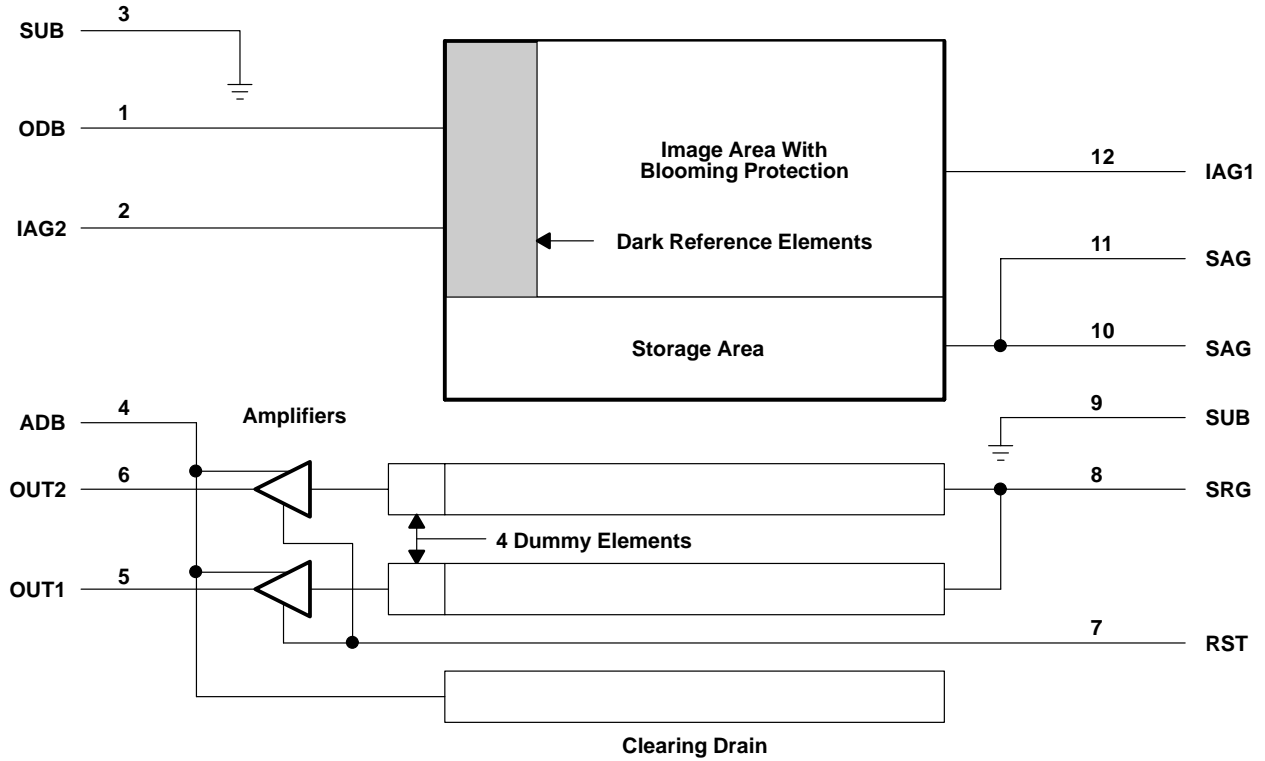 3
SUB
1
ODB
Image Area With
Blooming Protection
12
IAG1
2
IAG2
Dark Reference Elements
11
SAG
Storage Area
10
SAG
4
ADB
Amplifiers
9
SUB
6
OUT2
8
SRG
4 Dummy Elements
5
OUT1
7
RST
Clearing Drain